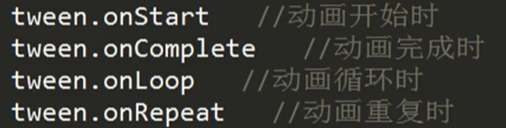 tween.onStart //动画开始时
tween.onComplete //动画完成时
tween.onLoop //动画循环时
tween.onRepeat //动画重复时